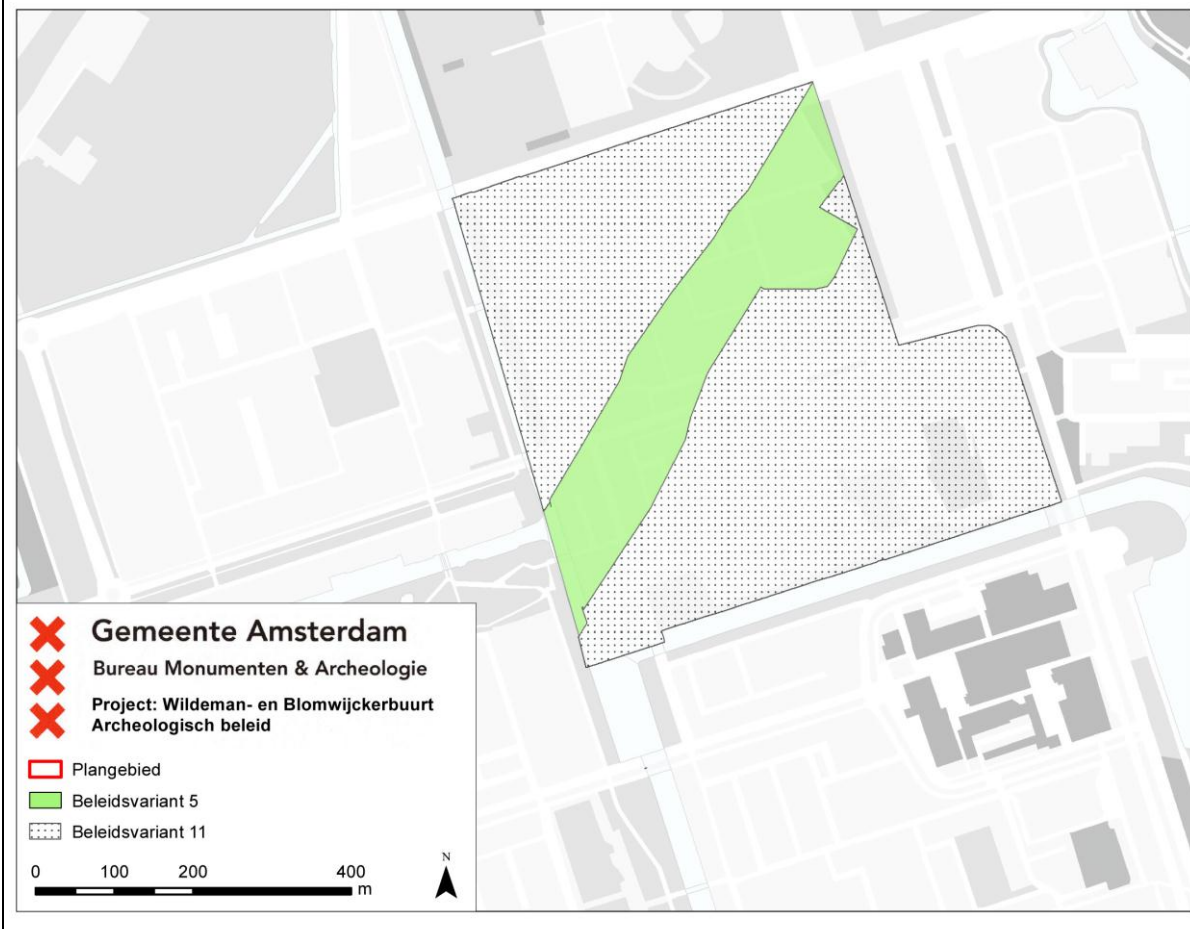 Gemeente Amsterdam
Bureau Monumenten & Archeologie
Project: Wildeman- en Blomwijckerbuurt
Archeologisch beleid
Plangebied
Beleidsvariant 5
Beleidsvariant 11
0 100 200 400
m
N